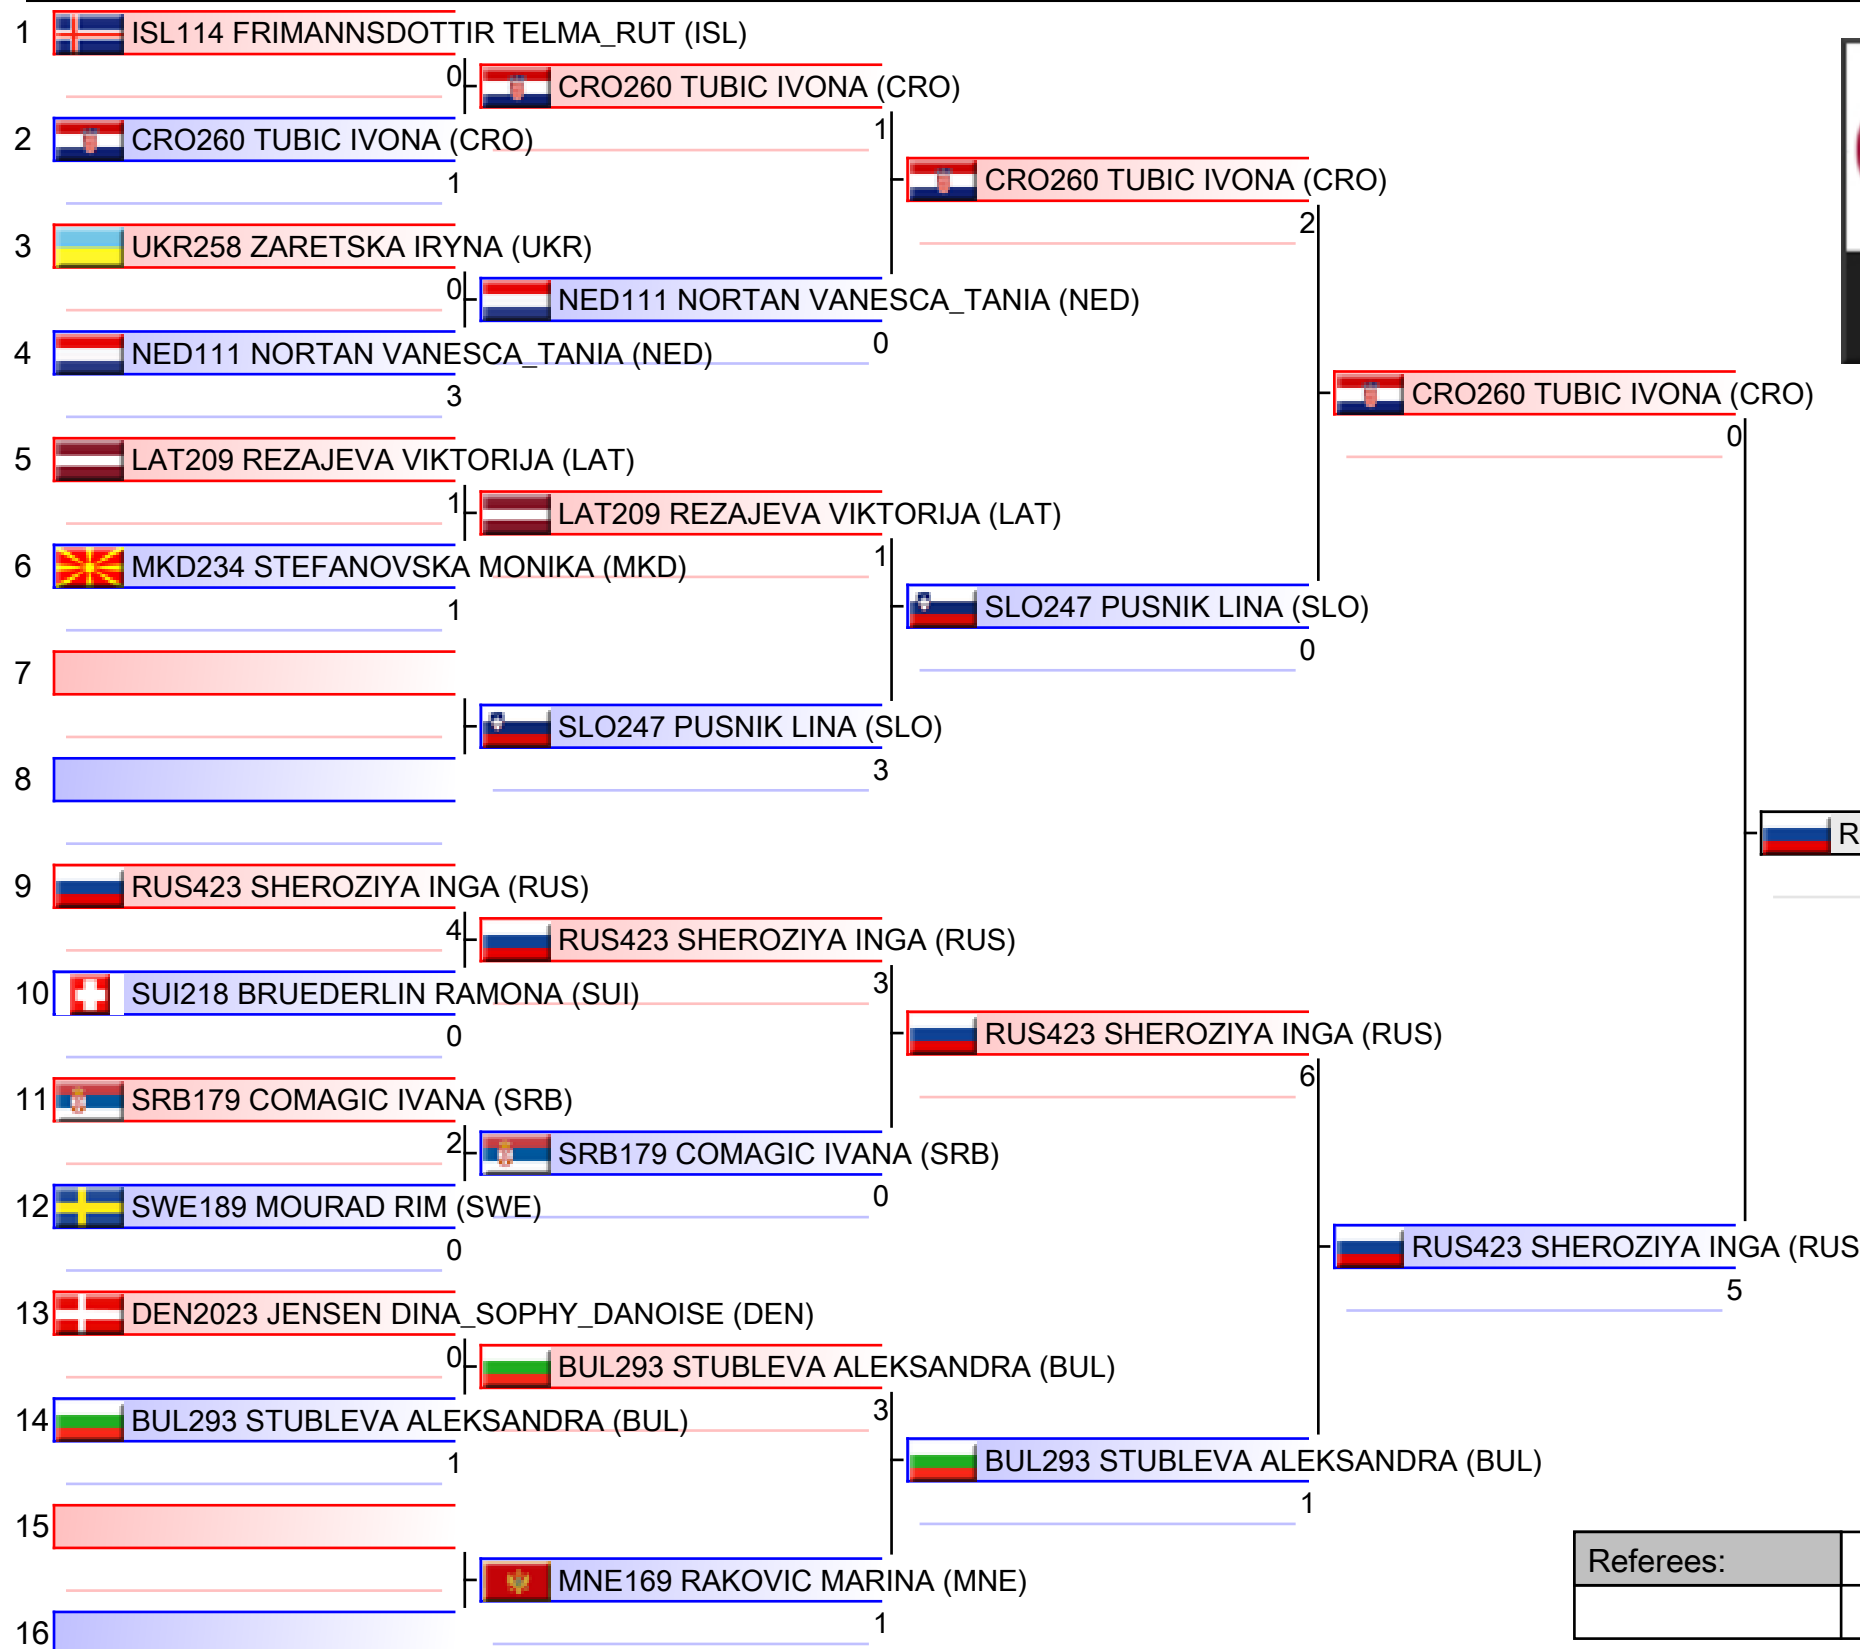 1 ISL114 FRIMANNSDOTTIR TELMA_RUT (ISL)
0
CRO260 TUBIC IVONA (CRO)
1
2 CRO260 TUBIC IVONA (CRO)
1
CRO260 TUBIC IVONA (CRO)
2
3 UKR258 ZARETSKA IRYNA (UKR)
0
NED111 NORTAN VANESCA_TANIA (NED)
0
4 NED111 NORTAN VANESCA_TANIA (NED)
3
CRO260 TUBIC IVONA (CRO)
0
5 LAT209 REZAJEVA VIKTORIJA (LAT)
1
LAT209 REZAJEVA VIKTORIJA (LAT)
1
6 MKD234 STEFANOVSKA MONIKA (MKD)
1
SLO247 PUSNIK LINA (SLO)
0
7
SLO247 PUSNIK LINA (SLO)
3
8
R
9 RUS423 SHEROZIYA INGA (RUS)
4
RUS423 SHEROZIYA INGA (RUS)
3
10 SUI218 BRUEDERLIN RAMONA (SUI)
0
RUS423 SHEROZIYA INGA (RUS)
6
11 SRB179 COMAGIC IVANA (SRB)
2
SRB179 COMAGIC IVANA (SRB)
0
12 SWE189 MOURAD RIM (SWE)
0
RUS423 SHEROZIYA INGA (RUS
5
13 DEN2023 JENSEN DINA_SOPHY_DANOISE (DEN)
0
BUL293 STUBLEVA ALEKSANDRA (BUL)
3
14 BUL293 STUBLEVA ALEKSANDRA (BUL)
1
BUL293 STUBLEVA ALEKSANDRA (BUL)
1
15
MNE169 RAKOVIC MARINA (MNE)
1
16
Referees: